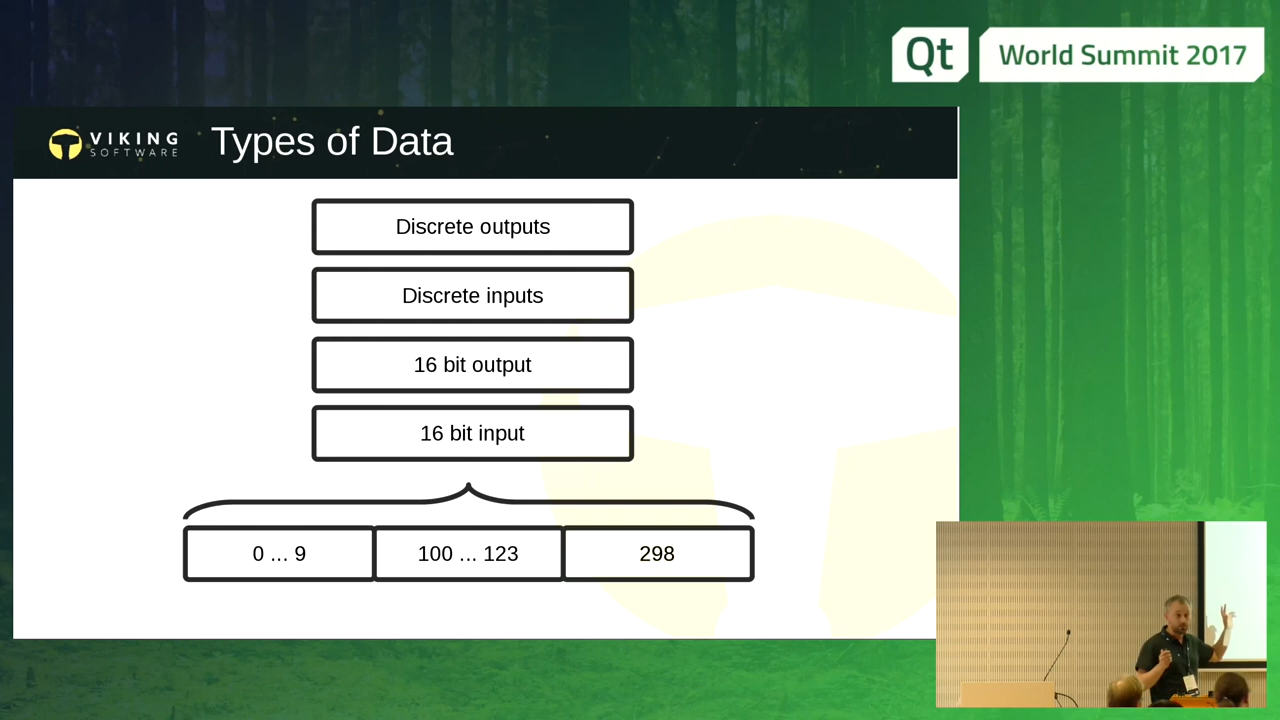 Qt
World Summit 2017
VIKING
SOFTWARE
Types of Data
Discrete outputs
Discrete inputs
16 bit output
16 bit input
0 ... 9
100 ... 123
298